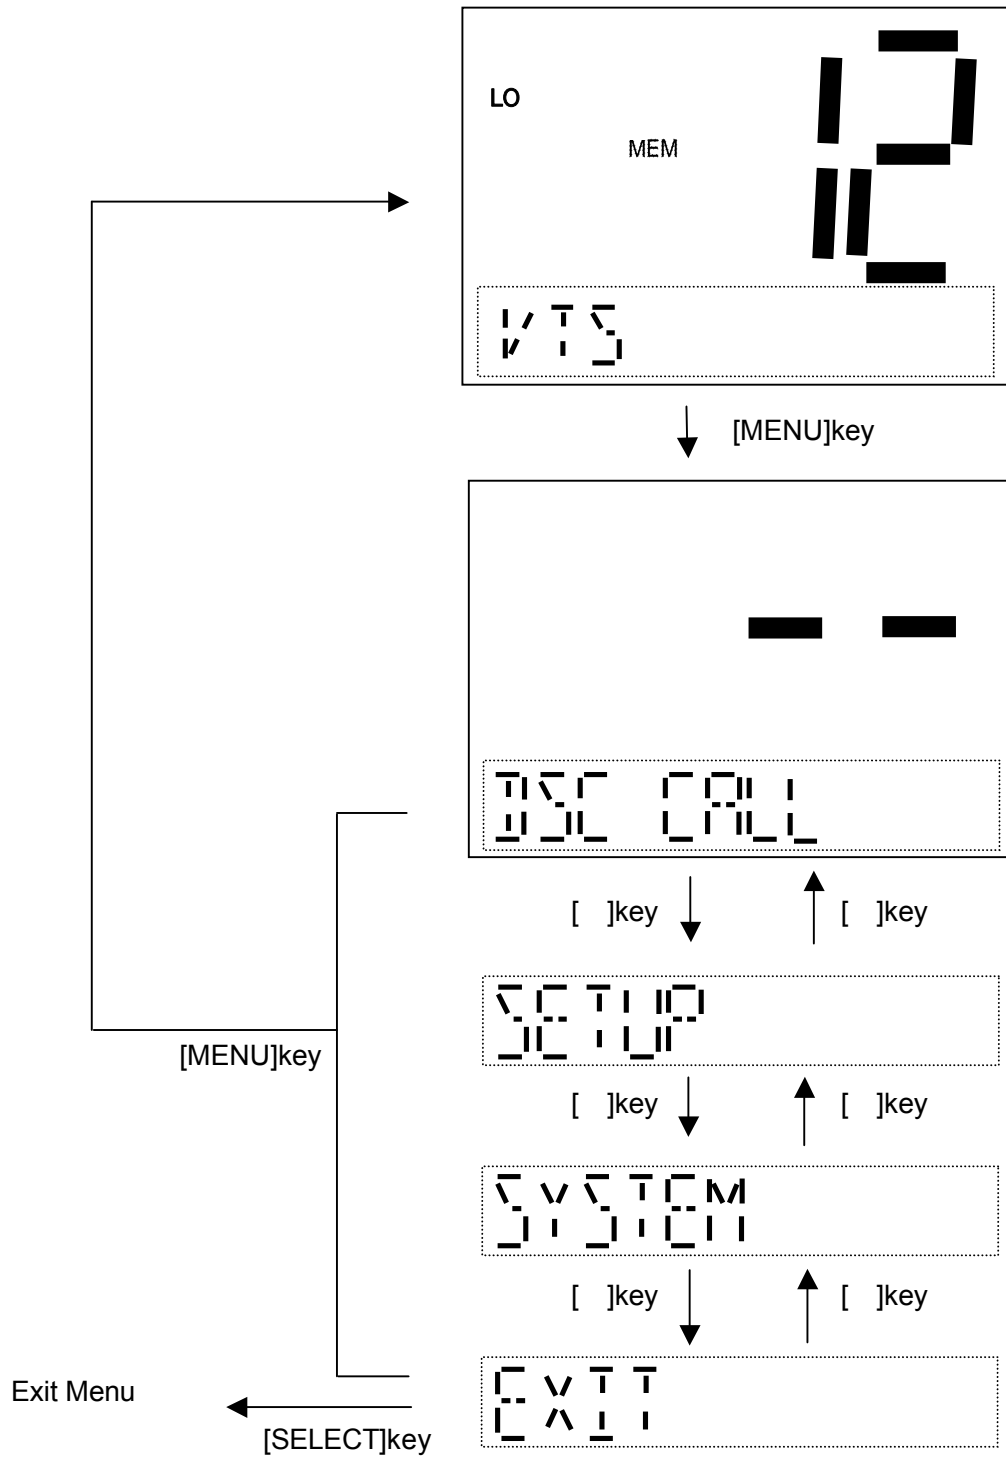 LO
MEM
12
VTS
[MENU]key
-- 
DSC CALL
[ ]key [ ]key
SETUP
[MENU]key
[ ]key [ ]key
SYSTEM
[ ]key [ ]key
EXIT
Exit Menu
[SELECT]key